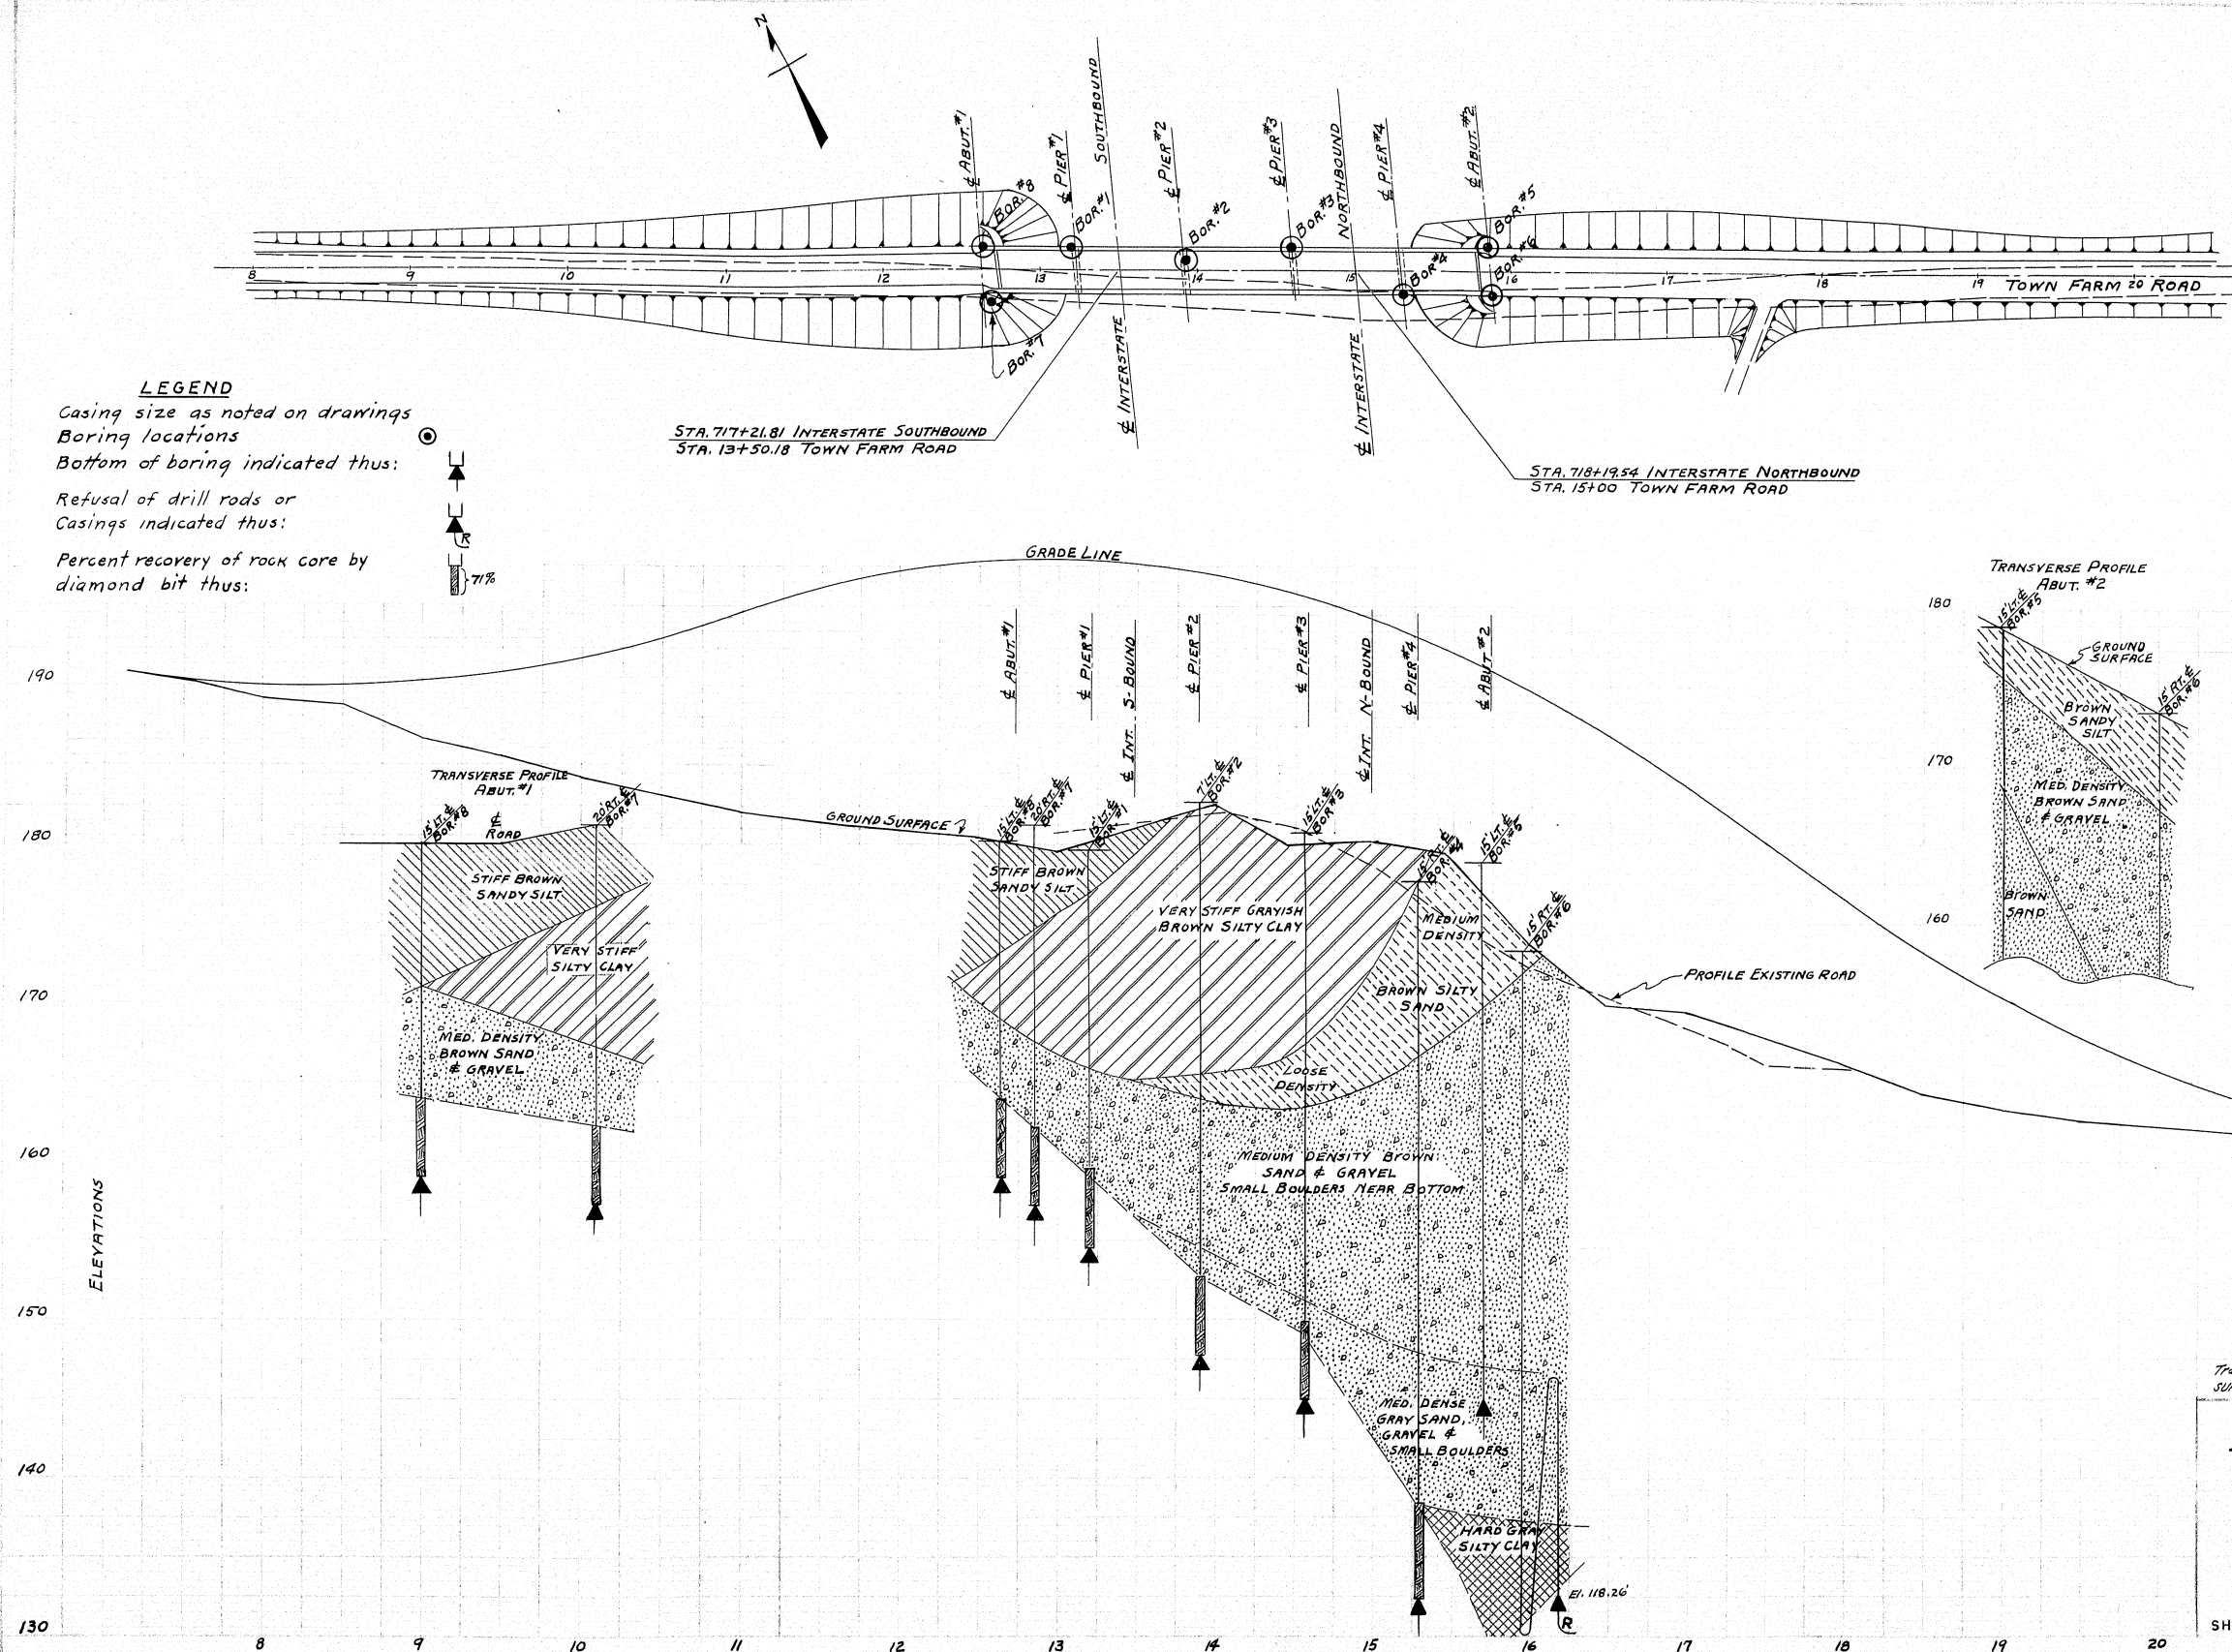 N
℄ ABUT. #1
℄ PIER #1
SOUTHBOUND
℄ PIER #2
℄ PIER #3
NORTHBOUND
℄ PIER #4
℄ ABUT. #2
BOR. #8
BOR. #1
BOR. #2
BOR. #3
BOR. #5
BOR. #6
BOR. #4
8 9 10 11 12 13 14 15 16 17 18 19 TOWN FARM 20 ROAD
BOR. #7
℄ INTERSTATE
℄ INTERSTATE
STA. 717+21.81 INTERSTATE SOUTHBOUND
STA. 13+50.18 TOWN FARM ROAD
STA. 718+19.54 INTERSTATE NORTHBOUND
STA. 15+00 TOWN FARM ROAD
LEGEND
Casing size as noted on drawings
Boring locations
Bottom of boring indicated thus:
Refusal of drill rods or
Casings indicated thus:
R
Percent recovery of rock core by
diamond bit thus:
71%
GRADE LINE
TRANSVERSE PROFILE
ABUT. #2
180
15' LT. ℄
BOR. #5
GROUND
SURFACE
15' RT. ℄
BOR. #6
BROWN
SANDY
SILT
170
MED. DENSITY
BROWN SAND
& GRAVEL
BROWN
SAND
160
℄ ABUT. #1
℄ PIER #1
℄ INT. S-BOUND
℄ PIER #2
℄ PIER #3
℄ INT. N-BOUND
℄ PIER #4
℄ ABUT #2
190
180
170
160
150
140
130
ELEVATIONS
TRANSVERSE PROFILE
ABUT. #1
15' LT. ℄
BOR. #8
℄
ROAD
20' RT. ℄
BOR. #7
STIFF BROWN
SANDY SILT
VERY STIFF
SILTY CLAY
MED. DENSITY
BROWN SAND
& GRAVEL
GROUND SURFACE
15' LT. ℄
BOR. #8
20' RT. ℄
BOR. #7
15' LT. ℄
BOR. #1
7' LT. ℄
BOR. #2
15' LT. ℄
BOR. #3
15' RT. ℄
BOR. #4
15' LT. ℄
BOR. #5
15' RT. ℄
BOR. #6
STIFF BROWN
SANDY SILT
VERY STIFF GRAYISH
BROWN SILTY CLAY
MEDIUM
DENSITY
BROWN SILTY
SAND
LOOSE
DENSITY
PROFILE EXISTING ROAD
MEDIUM DENSITY BROWN
SAND & GRAVEL
SMALL BOULDERS NEAR BOTTOM
MED. DENSE
GRAY SAND,
GRAVEL &
SMALL BOULDERS
HARD GRAY
SILTY CLAY
El. 118.26'
R
8 9 10 11 12 13 14 15 16 17 18 19 20
SH